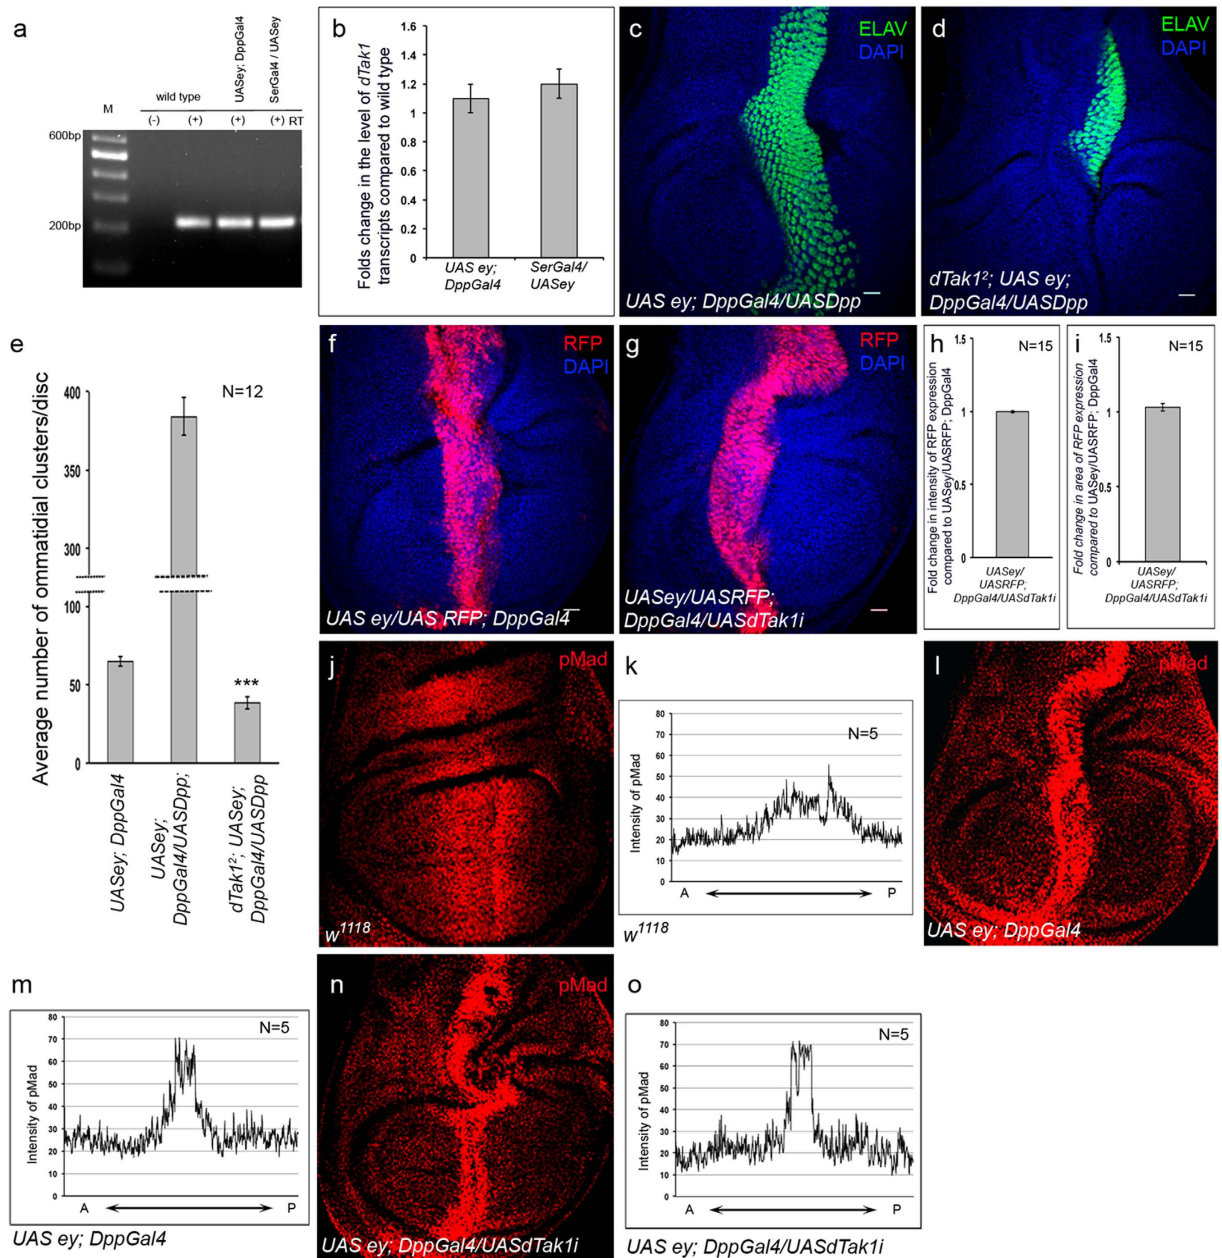 a
M
wild type
UASey; DppGal4
SerGal4 / UASey
(-)
(+)
(+)
(+) RT
600bp
200bp
b
Folds change in the level of dTak1
transcripts compared to wild type
1.6
1.4
1.2
1
0.8
0.6
0.4
0.2
0
UAS ey;
DppGal4
SerGal4/
UASey
c
ELAV
DAPI
UAS ey; DppGal4/UASDpp
d
ELAV
DAPI
dTak1²; UAS ey;
DppGal4/UASDpp
e
N=12
Average number of ommatidial clusters/disc
400
350
300
100
50
0
***
UASey; DppGal4
UASey;
DppGal4/UASDpp;
dTak1²; UASey;
DppGal4/UASDpp
f
RFP
DAPI
UAS ey/UAS RFP; DppGal4
g
RFP
DAPI
UASey/UASRFP;
DppGal4/UASdTak1i
h
N=15
Fold change in intensity of RFP expression
compared to UASey/UASRFP; DppGal4
1.5
1
0.5
0
UASey/
UASRFP;
DppGal4/UASdTak1i
i
N=15
Fold change in area of RFP expression
compared to UASey/UASRFP; DppGal4
1.5
1
0.5
0
UASey/
UASRFP;
DppGal4/UASdTak1i
j
pMad
w¹¹¹⁸
k
N=5
Intensity of pMad
80
70
60
50
40
30
20
10
0
A
P
w¹¹¹⁸
l
pMad
UAS ey; DppGal4
m
N=5
Intensity of pMad
80
70
60
50
40
30
20
10
0
A
P
UAS ey; DppGal4
n
pMad
UAS ey; DppGal4/UASdTak1i
o
N=5
Intensity of pMad
80
70
60
50
40
30
20
10
0
A
P
UAS ey; DppGal4/UASdTak1i